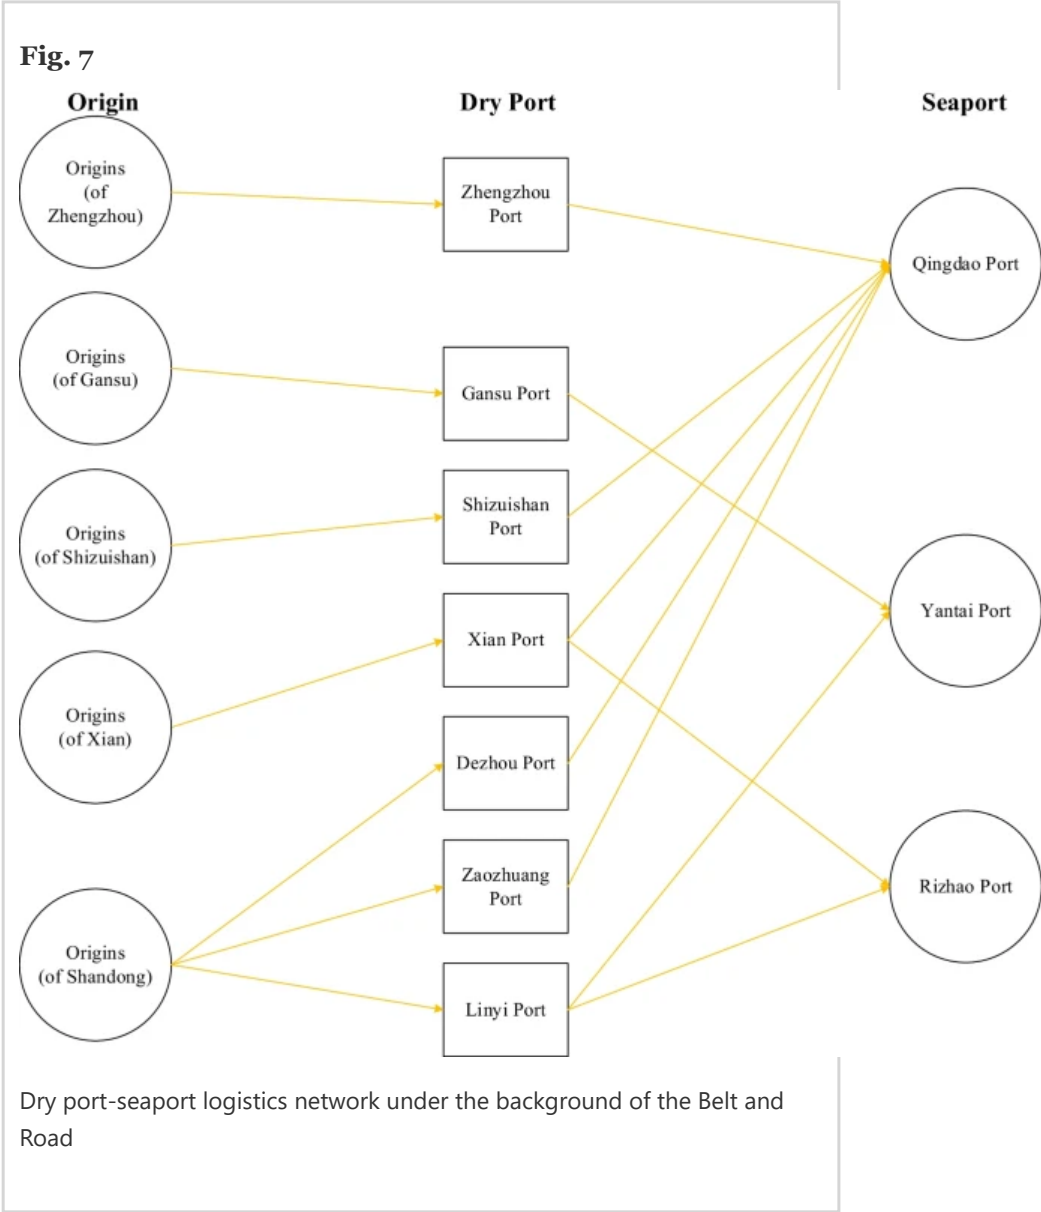 Fig. 7
Origin
Dry Port
Seaport
Origins
(of
Zhengzhou)
Zhengzhou
Port
Qingdao Port
Origins
(of Gansu)
Gansu Port
Shizuishan
Port
Origins
(of Shizuishan)
Yantai Port
Xian Port
Origins
(of Xian)
Dezhou Port
Zaozhuang
Port
Rizhao Port
Origins
(of Shandong)
Linyi Port
Dry port-seaport logistics network under the background of the Belt and
Road